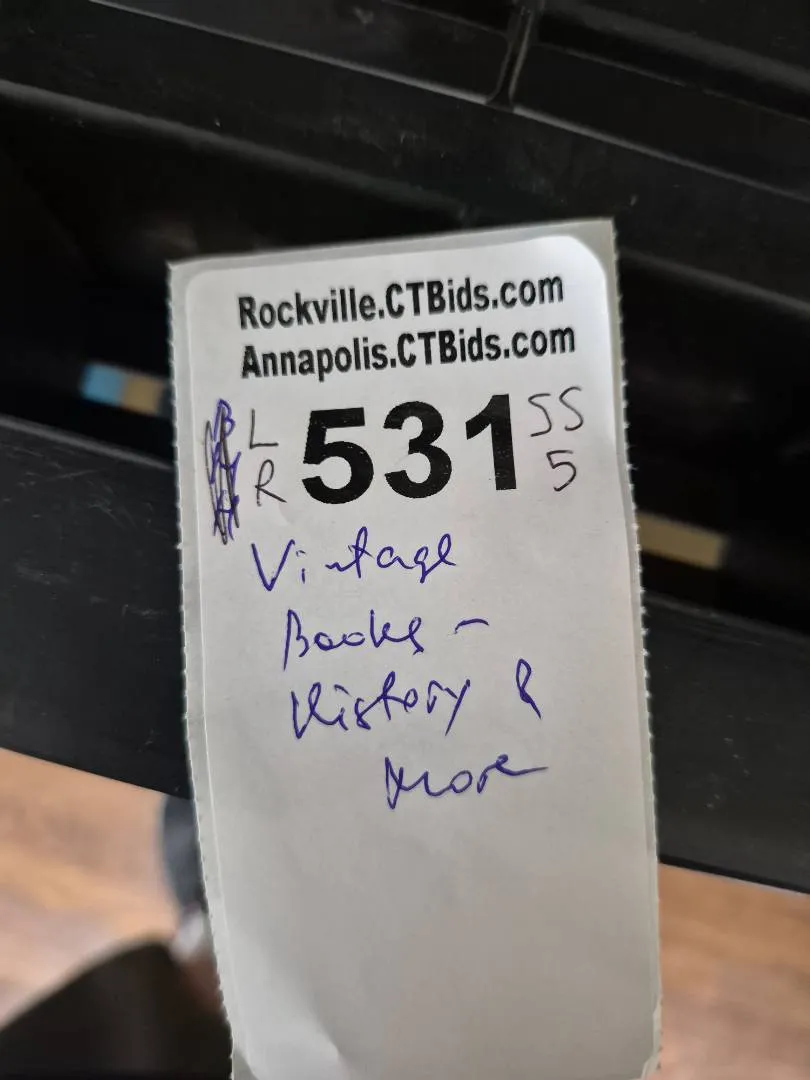 Rockville.CTBids.com
Annapolis.CTBids.com
L R 531 SS 5
Vintage
Books -
History &
More